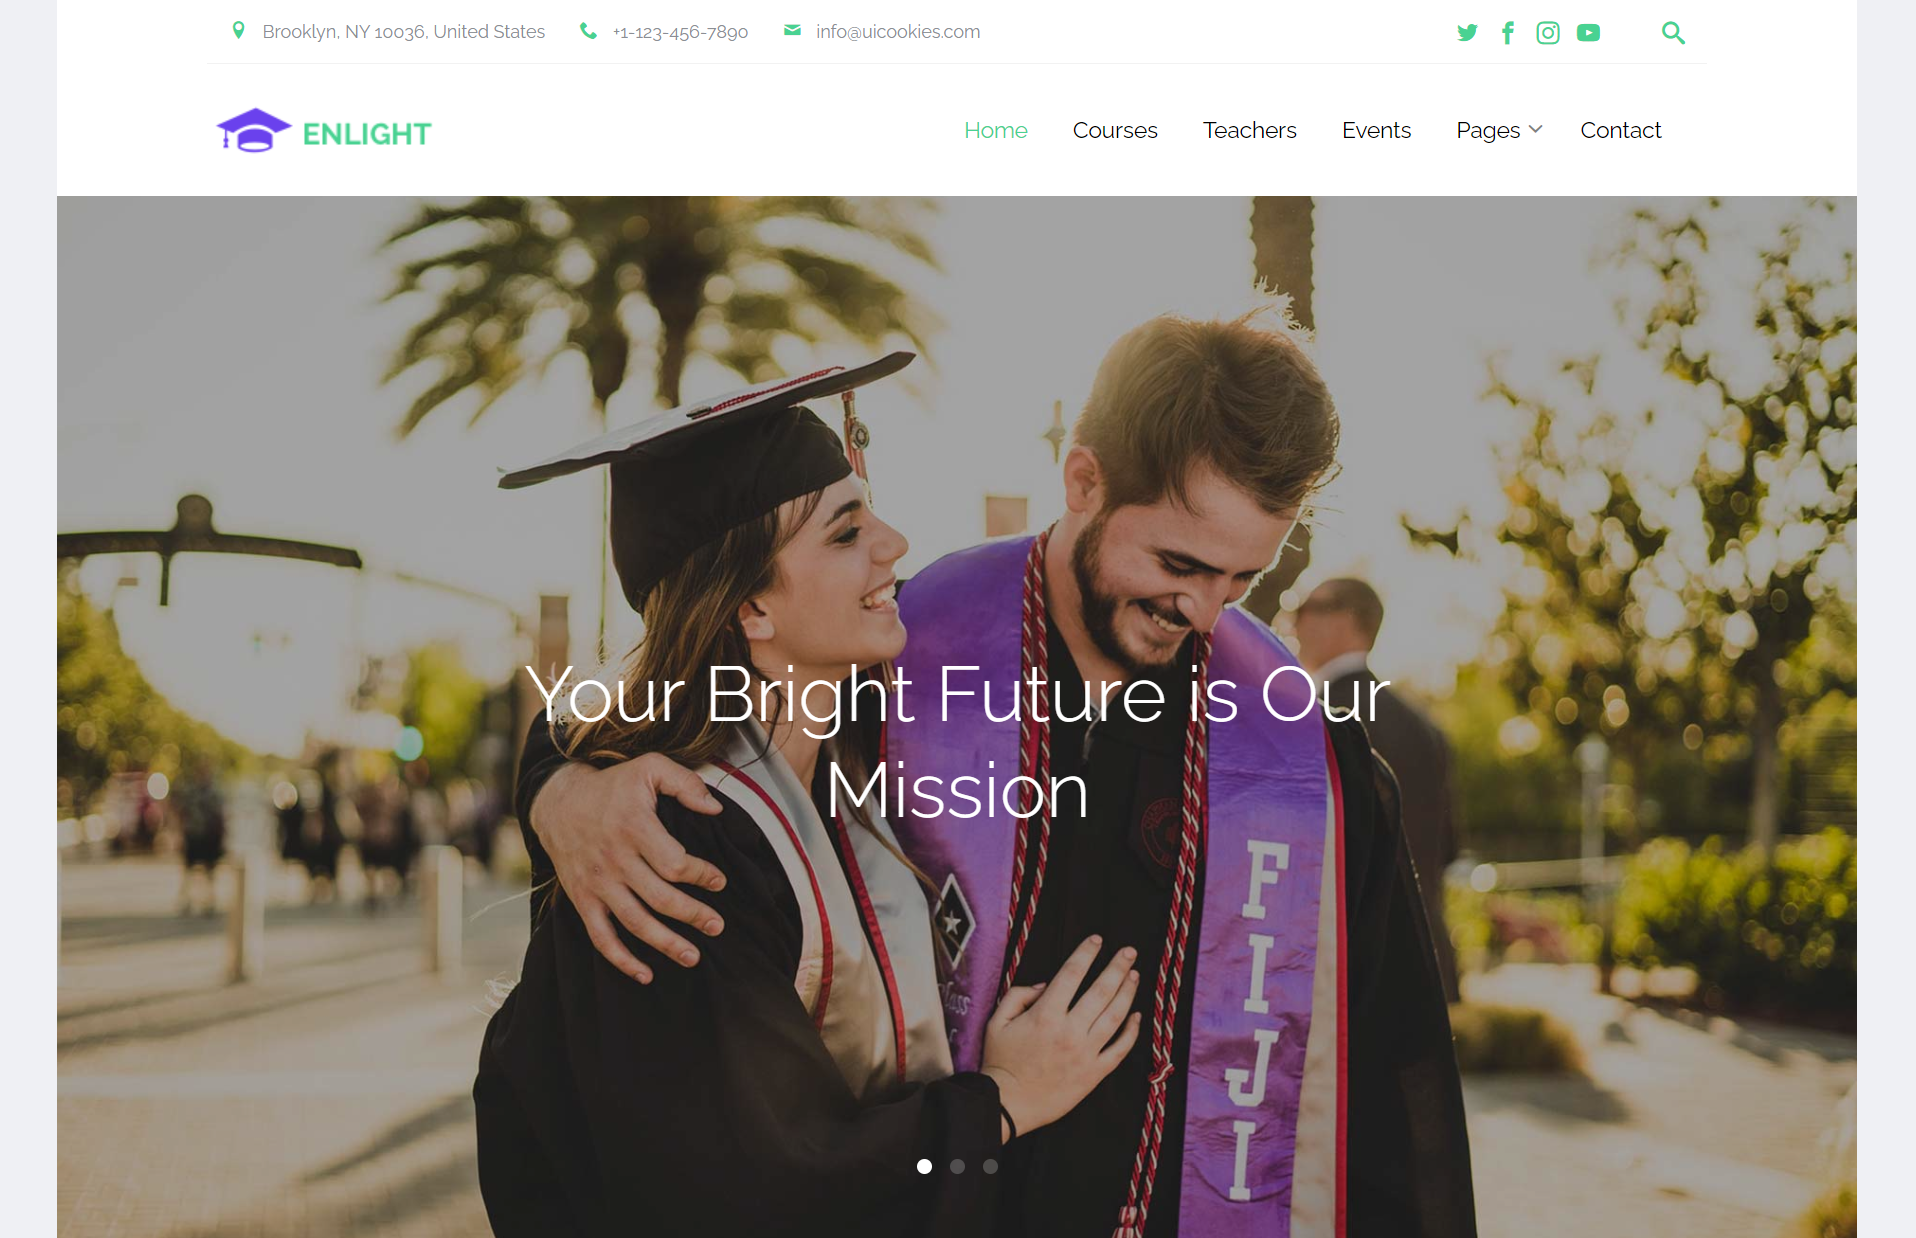 Brooklyn, NY 10036, United States
+1-123-456-7890
info@uicookies.com
ENLIGHT
Home
Courses
Teachers
Events
Pages
Contact
Your Bright Future is Our
Mission
FIJI